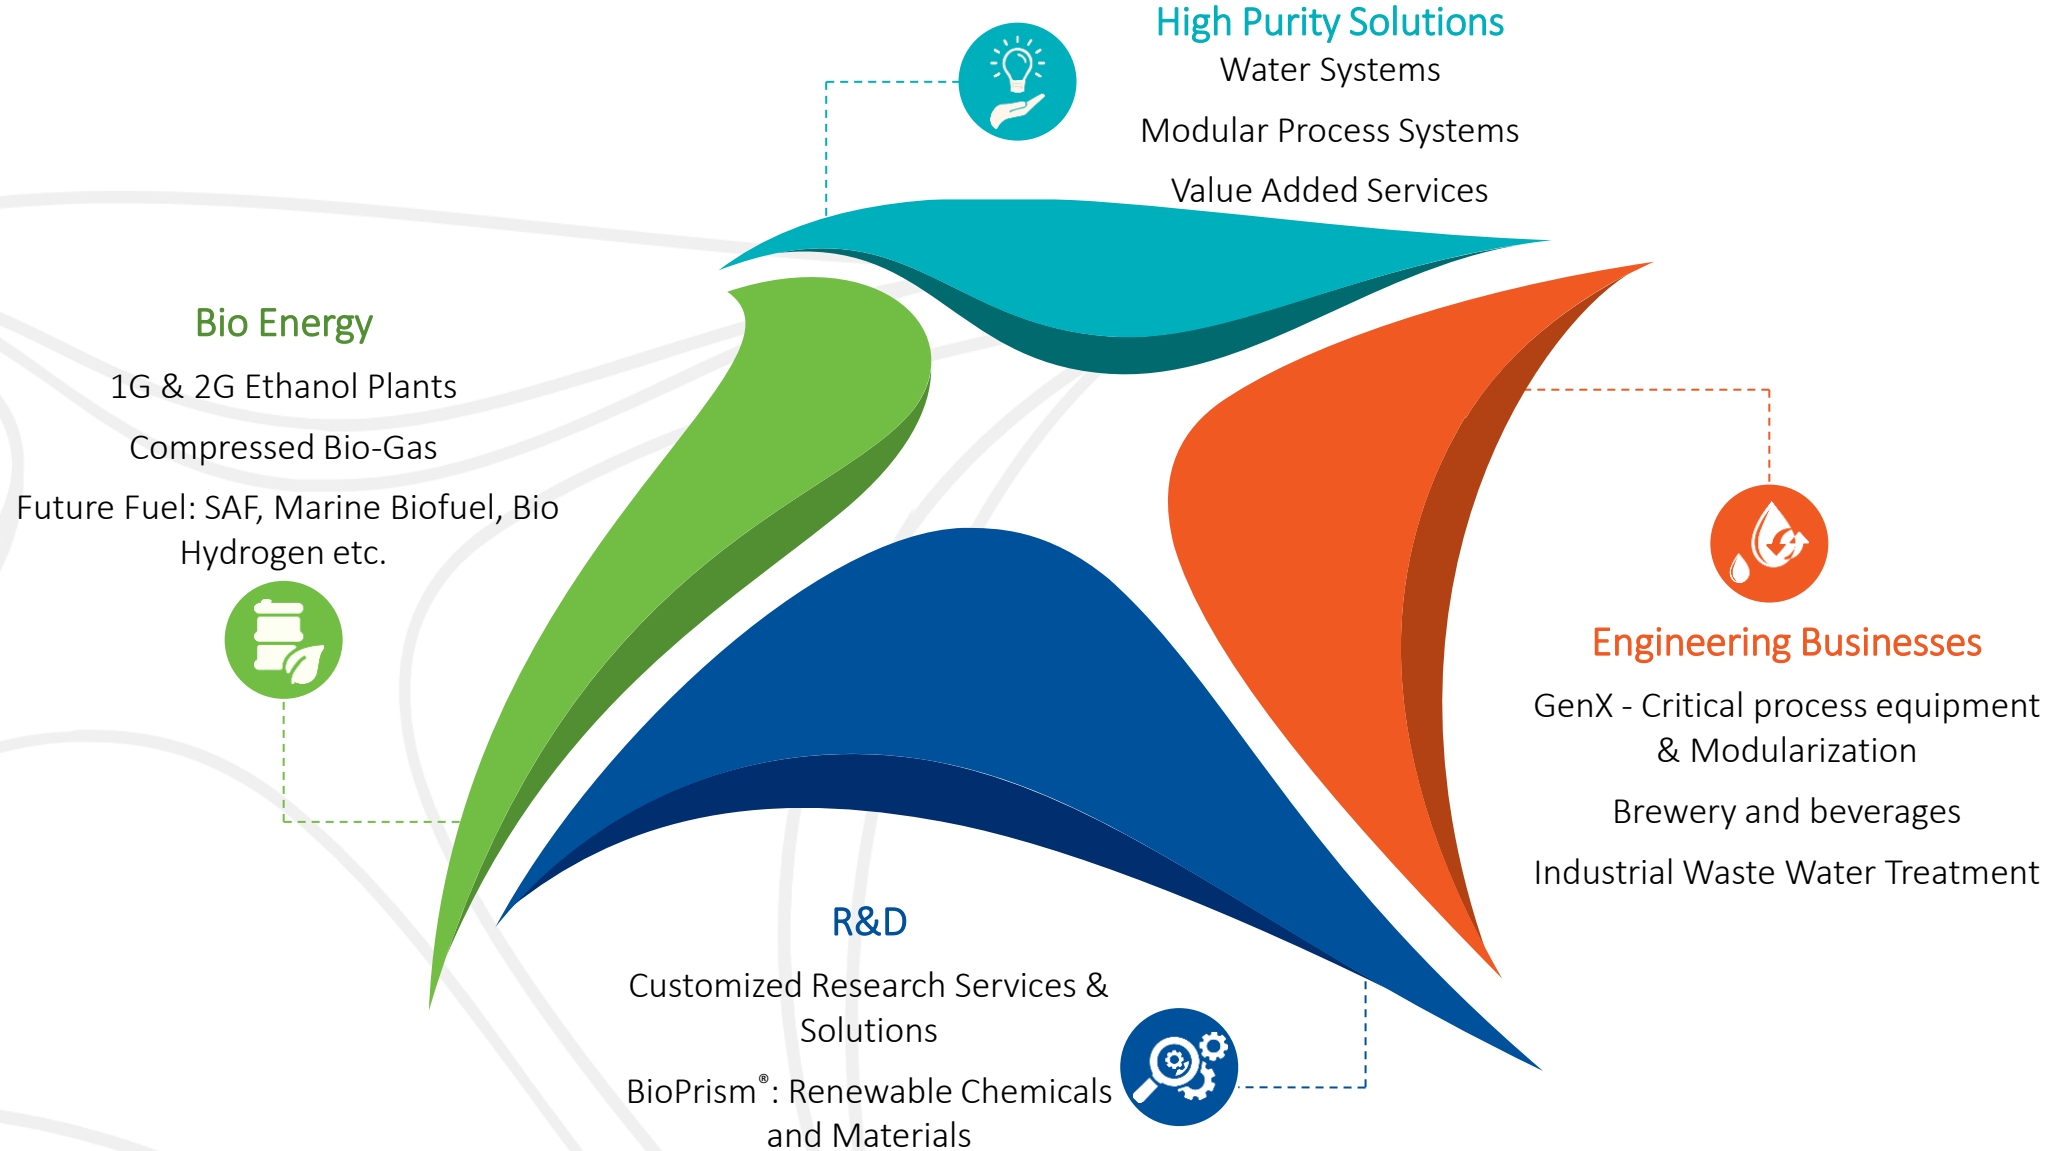 High Purity Solutions
Water Systems
Modular Process Systems
Value Added Services
Bio Energy
1G & 2G Ethanol Plants
Compressed Bio-Gas
Future Fuel: SAF, Marine Biofuel, Bio
Hydrogen etc.
Engineering Businesses
GenX - Critical process equipment
& Modularization
Brewery and beverages
Industrial Waste Water Treatment
R&D
Customized Research Services &
Solutions
BioPrism®: Renewable Chemicals
and Materials